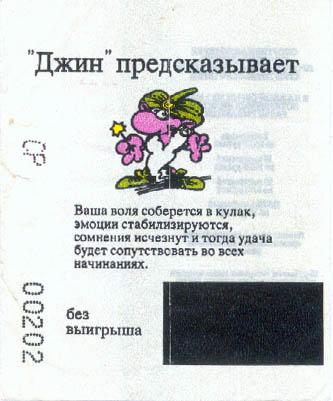 "Джин" предсказывает
СР
Ваша воля соберется в кулак,
эмоции стабилизируются,
сомнения исчезнут и тогда удача
будет сопутствовать во всех
начинаниях.
00202
без
выигрыша